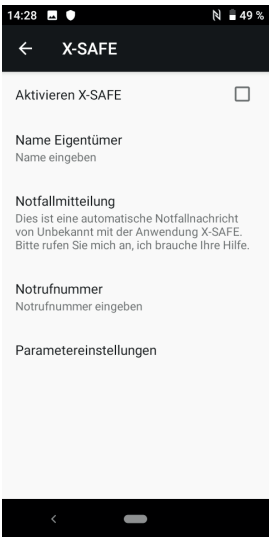 14:28 49 %
X-SAFE
Aktivieren X-SAFE
Name Eigentümer
Name eingeben
Notfallmitteilung
Dies ist eine automatische Notfallnachricht
von Unbekannt mit der Anwendung X-SAFE.
Bitte rufen Sie mich an, ich brauche Ihre Hilfe.
Notrufnummer
Notrufnummer eingeben
Parametereinstellungen